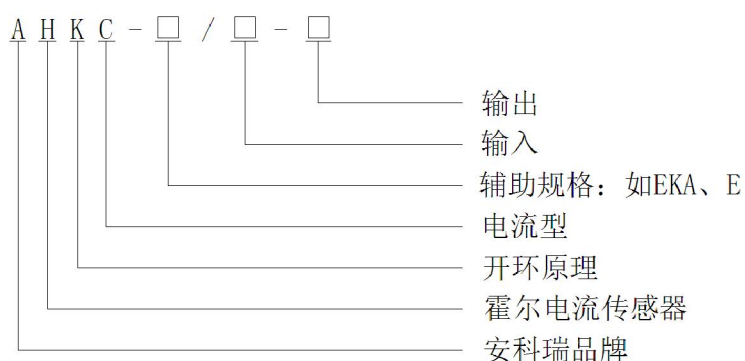 AHKC-□/□-□
输出
输入
辅助规格：如EKA、E
电流型
开环原理
霍尔电流传感器
安科瑞品牌